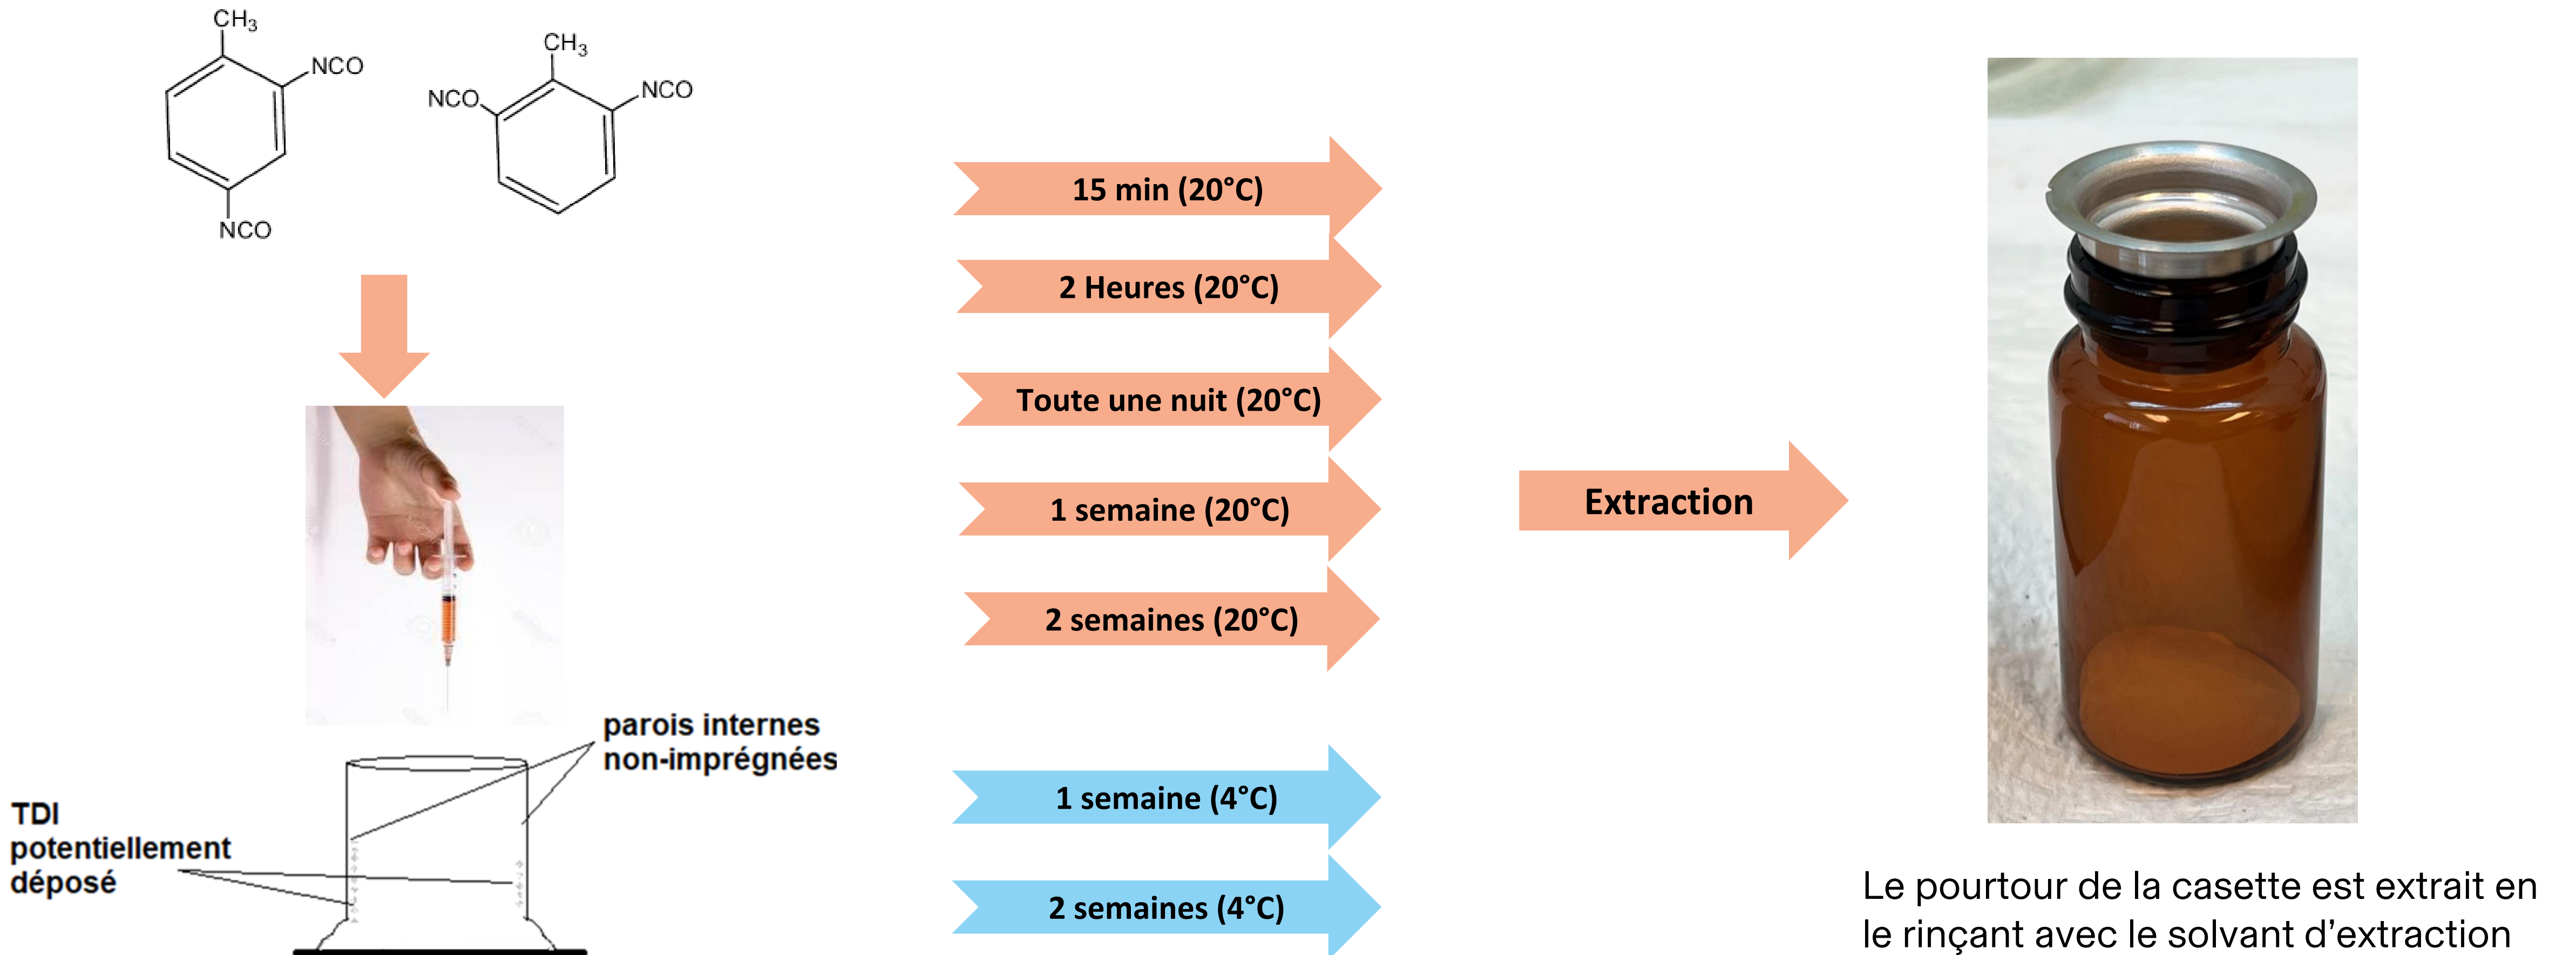 CH3
NCO
NCO
CH3
NCO
NCO
parois internes
non-imprégnées
TDI
potentiellement
déposé
15 min (20°C)
2 Heures (20°C)
Toute une nuit (20°C)
1 semaine (20°C)
2 semaines (20°C)
1 semaine (4°C)
2 semaines (4°C)
Extraction
Le pourtour de la casette est extrait en
le rinçant avec le solvant d’extraction